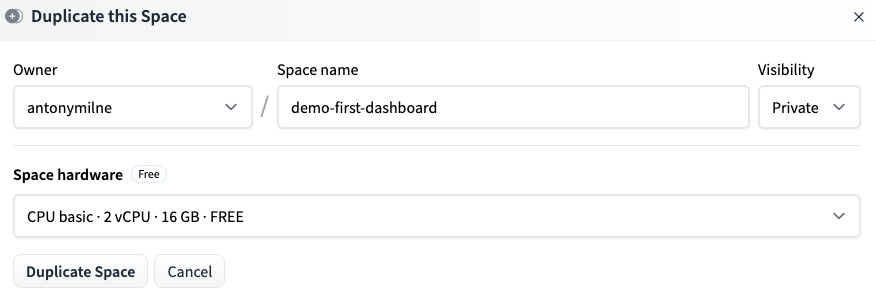 Duplicate this Space
Owner
Space name
Visibility
antonymilne
/
demo-first-dashboard
Private
Space hardware Free
CPU basic · 2 vCPU · 16 GB · FREE
Duplicate Space
Cancel